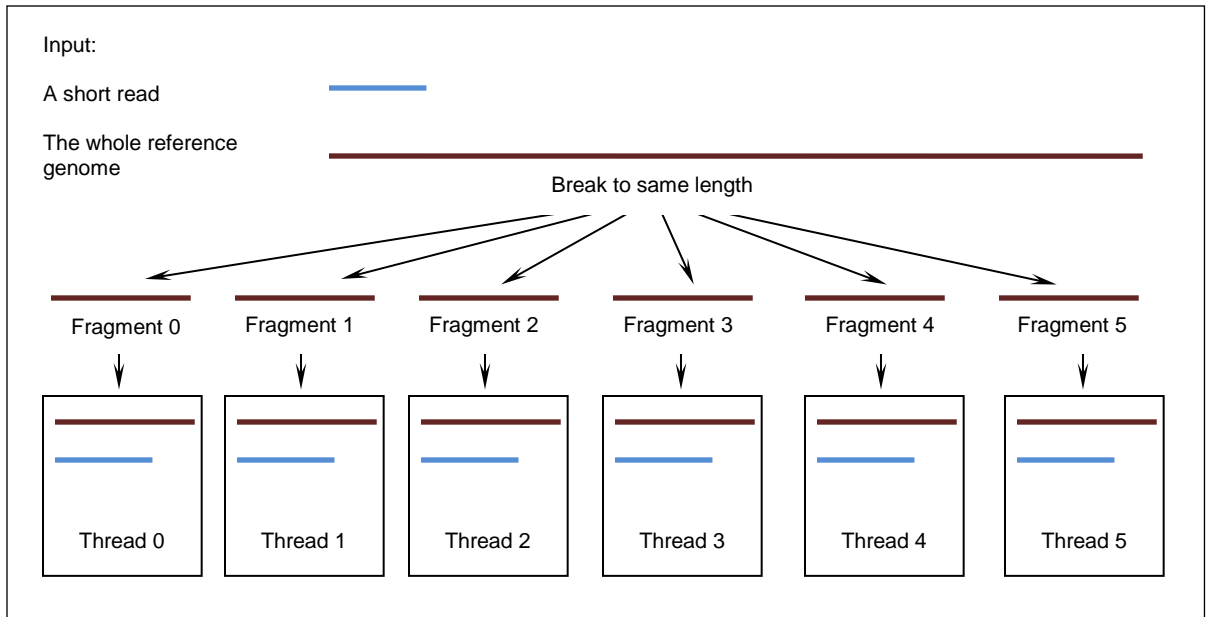 Input:
A short read
The whole reference
genome
Break to same length
Fragment 0
Fragment 1
Fragment 2
Fragment 3
Fragment 4
Fragment 5
Thread 0
Thread 1
Thread 2
Thread 3
Thread 4
Thread 5